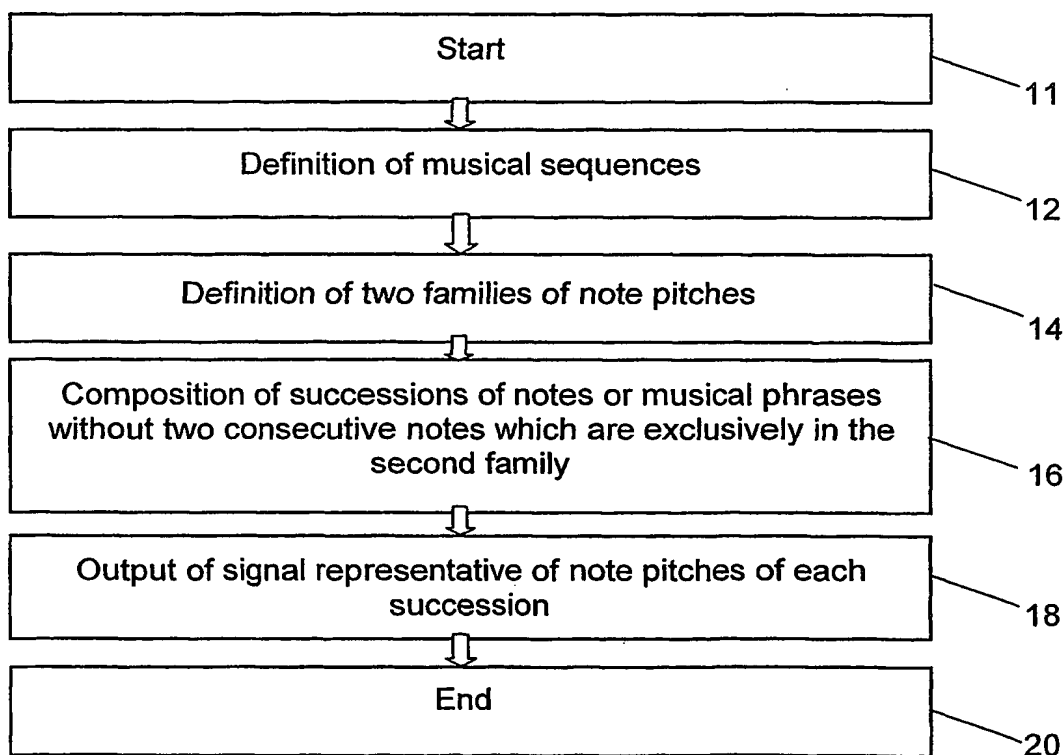 Start
11
Definition of musical sequences
12
Definition of two families of note pitches
14
Composition of successions of notes or musical phrases
without two consecutive notes which are exclusively in the
second family
16
Output of signal representative of note pitches of each
succession
18
End
20